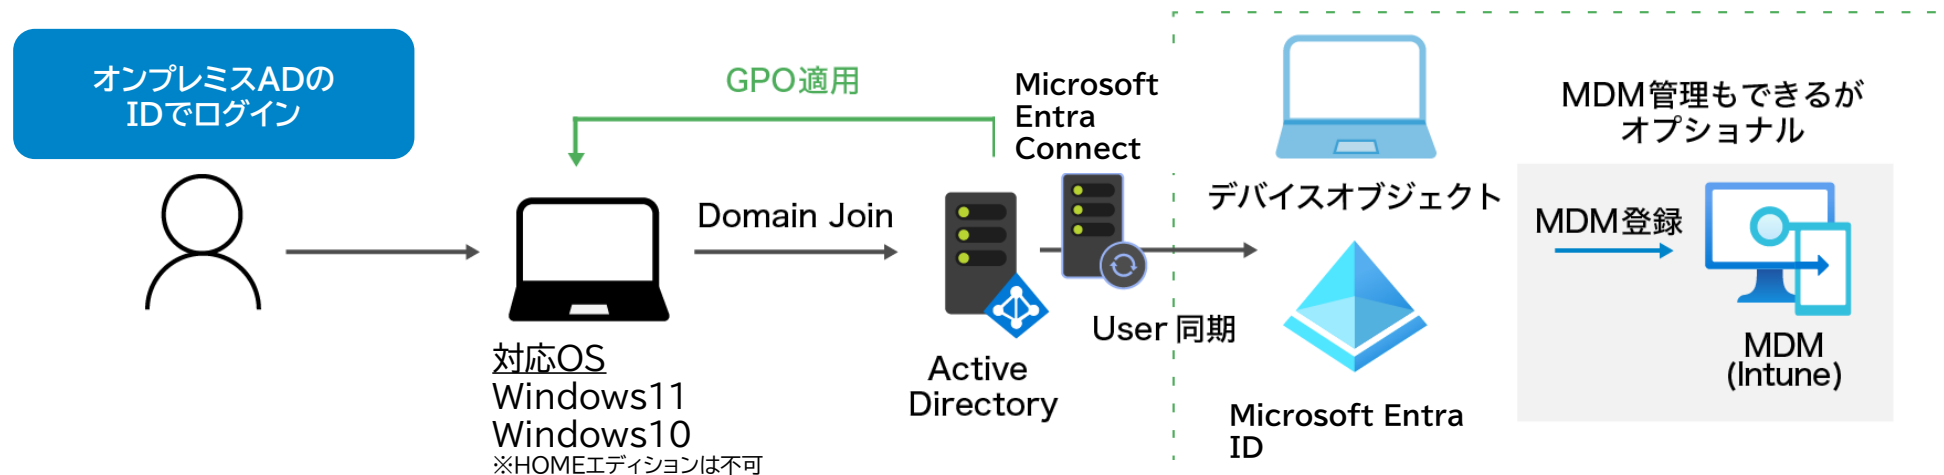 オンプレミスADの
IDでログイン
GPO適用
Microsoft
Entra
Connect
MDM管理もできるが
オプショナル
デバイスオブジェクト
Domain Join
MDM登録
User 同期
対応OS
Windows11
Windows10
※HOMEエディションは不可
Active
Directory
Microsoft Entra
ID
MDM
(Intune)